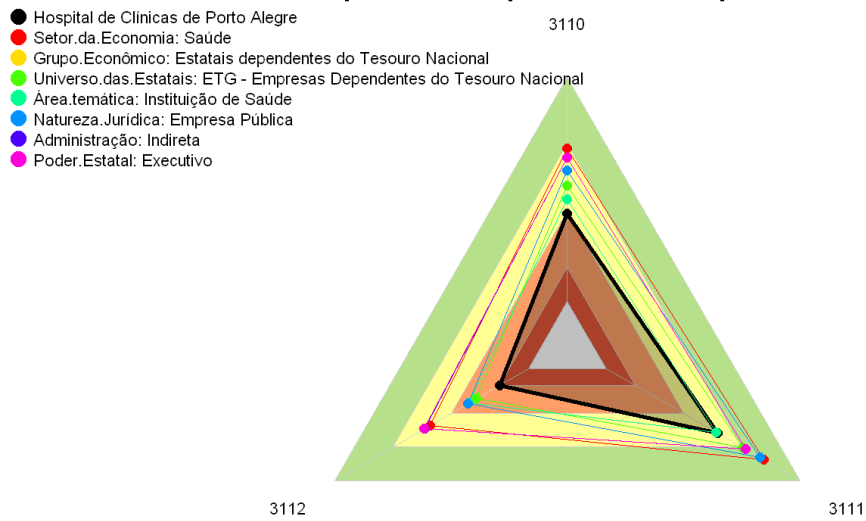 3110
Hospital de Clínicas de Porto Alegre
Setor.da.Economia: Saúde
Grupo.Econômico: Estatais dependentes do Tesouro Nacional
Universo.das.Estatais: ETG - Empresas Dependentes do Tesouro Nacional
Área.temática: Instituição de Saúde
Natureza.Jurídica: Empresa Pública
Administração: Indireta
Poder.Estatal: Executivo
3112
3111